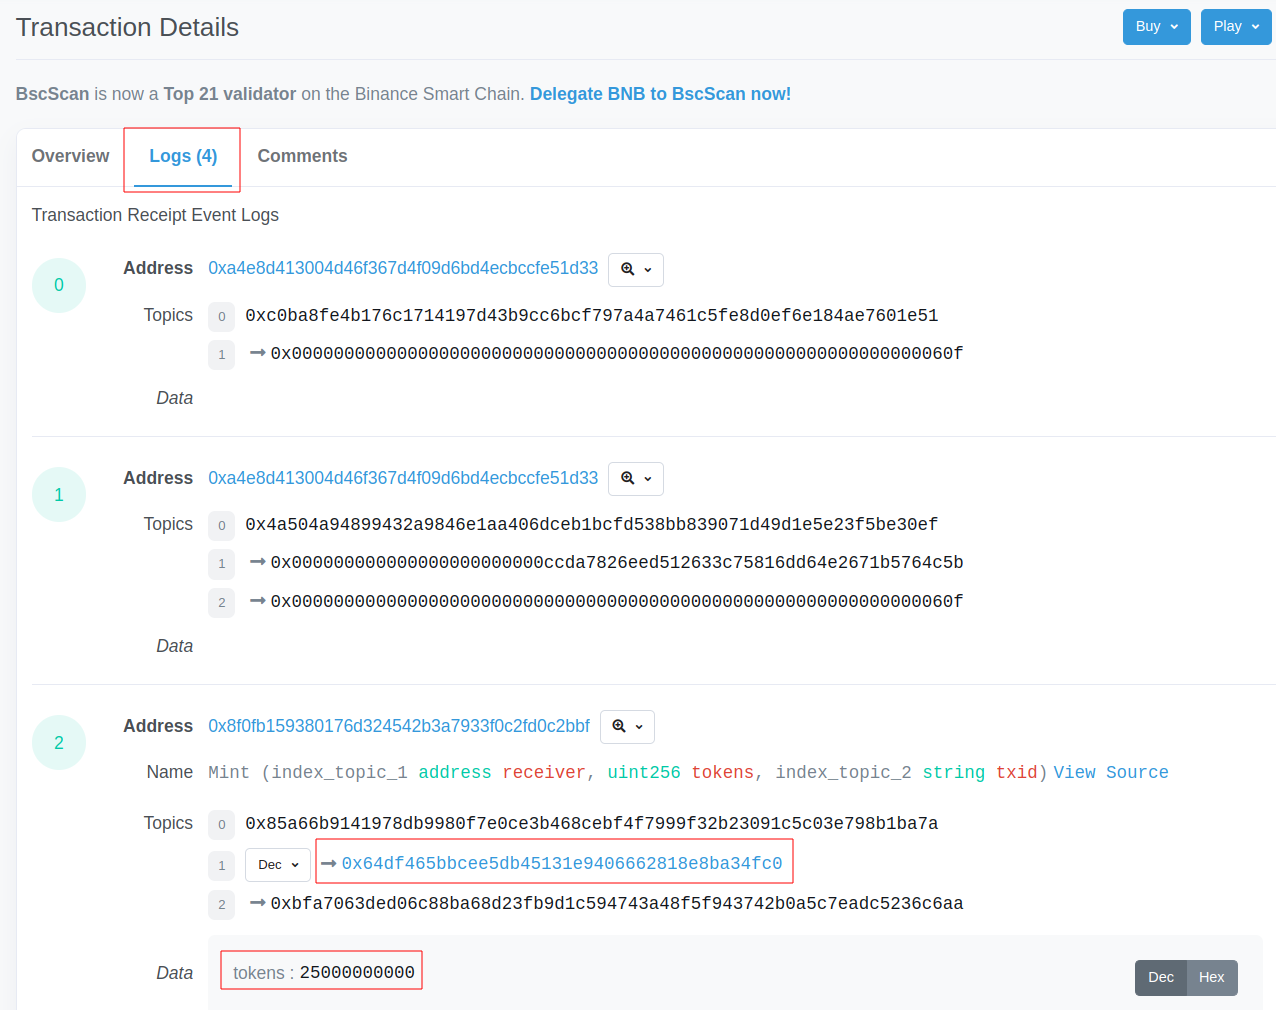 Transaction Details
Buy
Play
BscScan is now a Top 21 validator on the Binance Smart Chain. Delegate BNB to BscScan now!
Overview
Logs (4)
Comments
Transaction Receipt Event Logs
0
Address 0xa4e8d413004d46f367d4f09d6bd4ecbccfe51d33
Topics 0 0xc0ba8fe4b176c1714197d43b9cc6bcf797a4a7461c5fe8d0ef6e184ae7601e51
1 → 0x000000000000000000000000000000000000000000000000000000000000060f
Data
1
Address 0xa4e8d413004d46f367d4f09d6bd4ecbccfe51d33
Topics 0 0x4a504a94899432a9846e1aa406dceb1bcfd538bb839071d49d1e5e23f5be30ef
1 → 0x000000000000000000000000ccda7826eed512633c75816dd64e2671b5764c5b
2 → 0x000000000000000000000000000000000000000000000000000000000000060f
Data
2
Address 0x8f0fb159380176d324542b3a7933f0c2fd0c2bbf
Name Mint (index_topic_1 address receiver, uint256 tokens, index_topic_2 string txid) View Source
Topics 0 0x85a66b9141978db9980f7e0ce3b468cebf4f7999f32b23091c5c03e798b1ba7a
1 Dec → 0x64df465bbcee5db45131e9406662818e8ba34fc0
2 → 0xbfa7063ded06c88ba68d23fb9d1c594743a48f5f943742b0a5c7eadc5236c6aa
Data tokens : 25000000000
Dec Hex